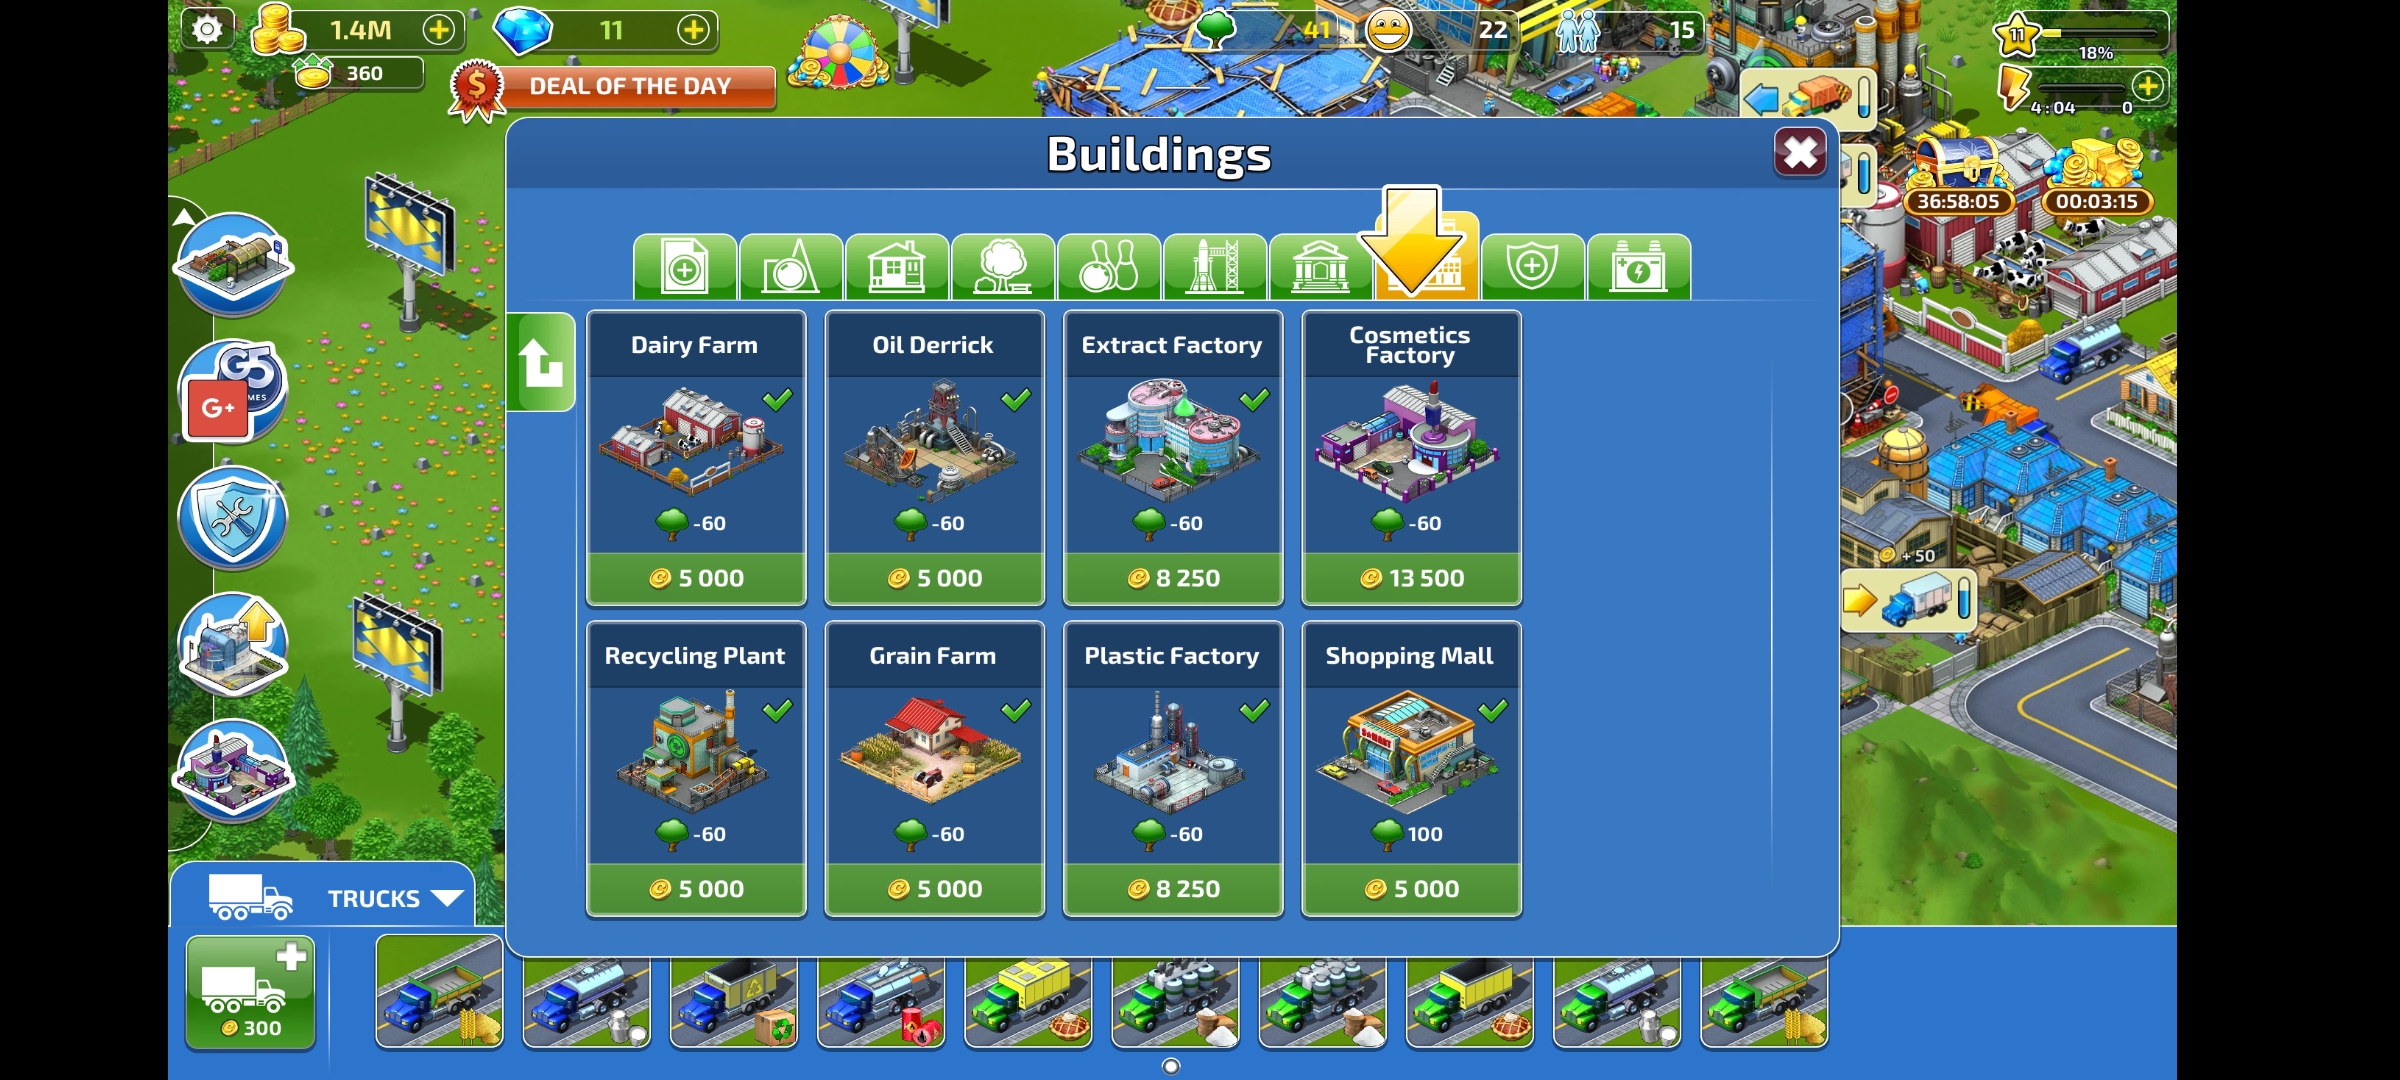 1.4M
11
41
22
15
11
18%
360
DEAL OF THE DAY
4:04
0
Buildings
36:58:05
00:03:15
Dairy Farm
Oil Derrick
Extract Factory
Cosmetics
Factory
-60
-60
-60
-60
5 000
5 000
8 250
13 500
G5
G+
+50
Recycling Plant
Grain Farm
Plastic Factory
Shopping Mall
-60
-60
-60
100
5 000
5 000
8 250
5 000
TRUCKS
300